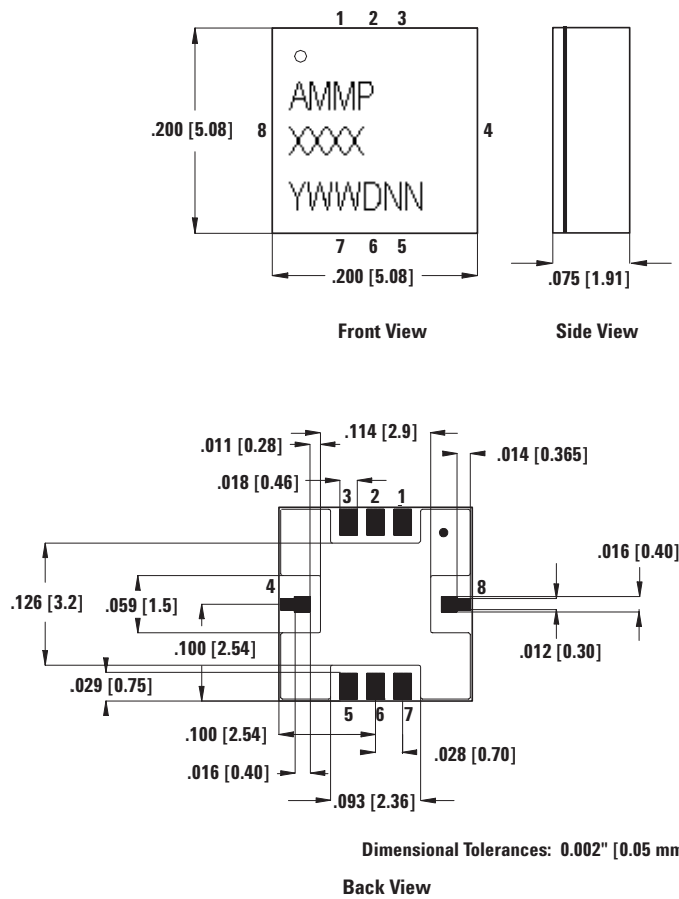 1 2 3
AMMP
XXXX
YWWDNN
.200 [5.08]
8
4
7 6 5
.200 [5.08]
.075 [1.91]
Front View
Side View
.114 [2.9]
.011 [0.28]
.014 [0.365]
.018 [0.46]
3 2 1
.016 [0.40]
4
8
.126 [3.2]
.059 [1.5]
.012 [0.30]
.100 [2.54]
.029 [0.75]
5 6 7
.100 [2.54]
.028 [0.70]
.016 [0.40]
.093 [2.36]
Dimensional Tolerances: 0.002" [0.05 mm
Back View